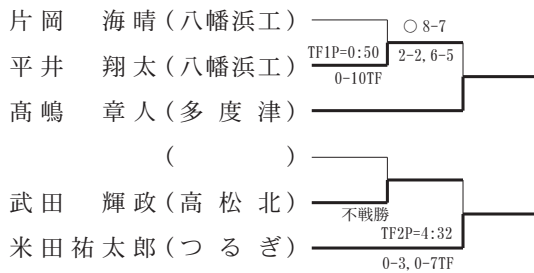 片岡　海晴（八幡浜工）
○ 8-7
TF1P=0:50
2-2, 6-5
平井　翔太（八幡浜工）
0-10TF
髙嶋　章人（多度津）
（　　　　）
武田　輝政（高松北）
不戦勝
TF2P=4:32
米田祐太郎（つるぎ）
0-3, 0-7TF